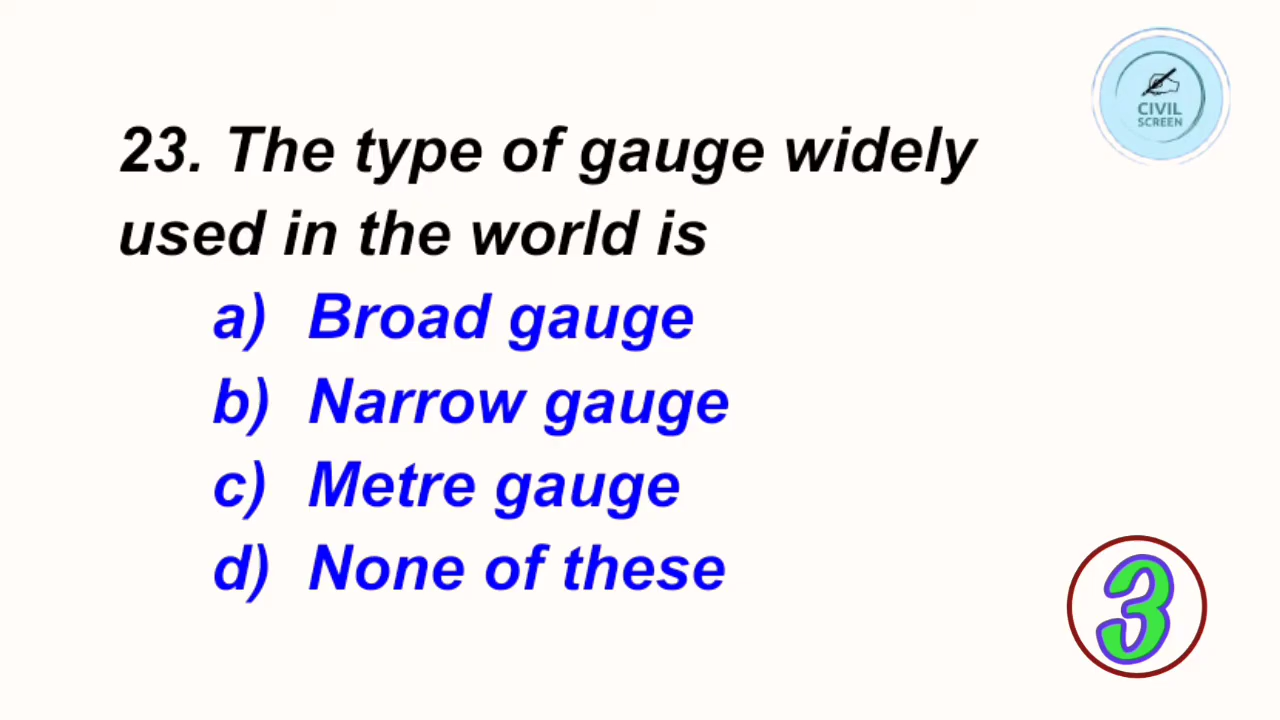 CIVIL
SCREEN
23. The type of gauge widely
used in the world is
a) Broad gauge
b) Narrow gauge
c) Metre gauge
d) None of these
3